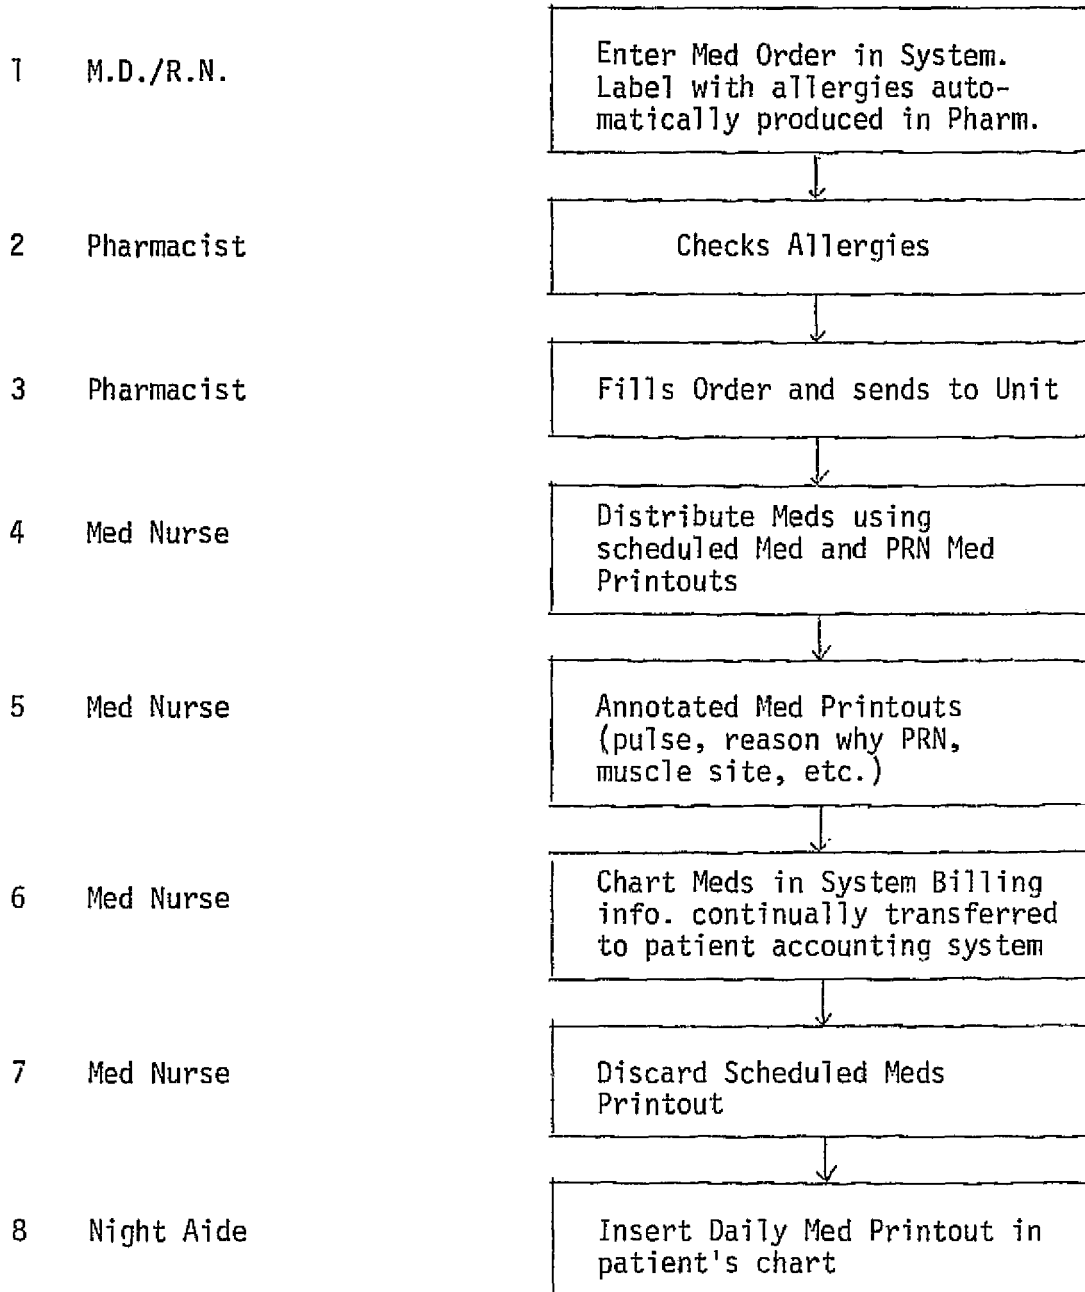 1 M.D./R.N.
Enter Med Order in System.
Label with allergies auto-
matically produced in Pharm.
2 Pharmacist
Checks Allergies
3 Pharmacist
Fills Order and sends to Unit
4 Med Nurse
Distribute Meds using
scheduled Med and PRN Med
Printouts
5 Med Nurse
Annotated Med Printouts
(pulse, reason why PRN,
muscle site, etc.)
6 Med Nurse
Chart Meds in System Billing
info. continually transferred
to patient accounting system
7 Med Nurse
Discard Scheduled Meds
Printout
8 Night Aide
Insert Daily Med Printout in
patient's chart